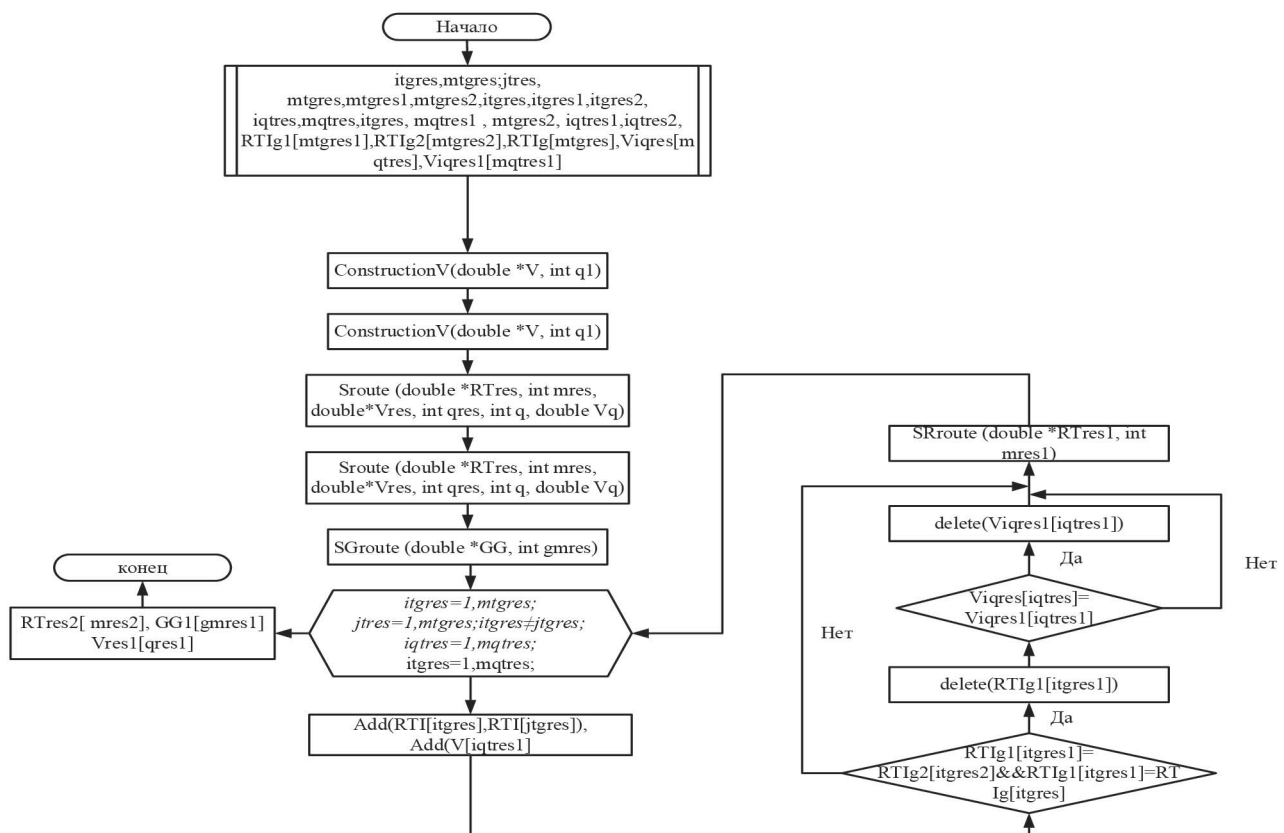 Начало
itgres,mtgres;jtres,
mtgres,mtgres1,mtgres2,itgres,itgres1,itgres2,
iqtres,mqtres,itgres, mqtres1 , mtgres2, iqtres1,iqtres2,
RTIg1[mtgres1],RTIg2[mtgres2],RTIg[mtgres],Viqres[m
qtres],Viqres1[mqtres1]
ConstructionV(double *V, int q1)
ConstructionV(double *V, int q1)
Sroute (double *RTres, int mres,
double*Vres, int qres, int q, double Vq)
Sroute (double *RTres, int mres,
double*Vres, int qres, int q, double Vq)
SGroute (double *GG, int gmres)
itgres=1,mtgres;
jtres=1,mtgres;itgres≠jtgres;
iqtres=1,mqtres;
itgres=1,mqtres;
конец
RTres2[ mres2], GG1[gmres1]
Vres1[qres1]
Add(RTI[itgres],RTI[jtgres]),
Add(V[iqtres1]
SRroute (double *RTres1, int
mres1)
delete(Viqres1[iqtres1])
Да
Нет
Viqres[iqtres]=
Viqres1[iqtres1]
Нет
delete(RTIg1[itgres1])
Да
RTIg1[itgres1]=
RTIg2[itgres2]&&RTIg1[itgres1]=RT
Ig[itgres]